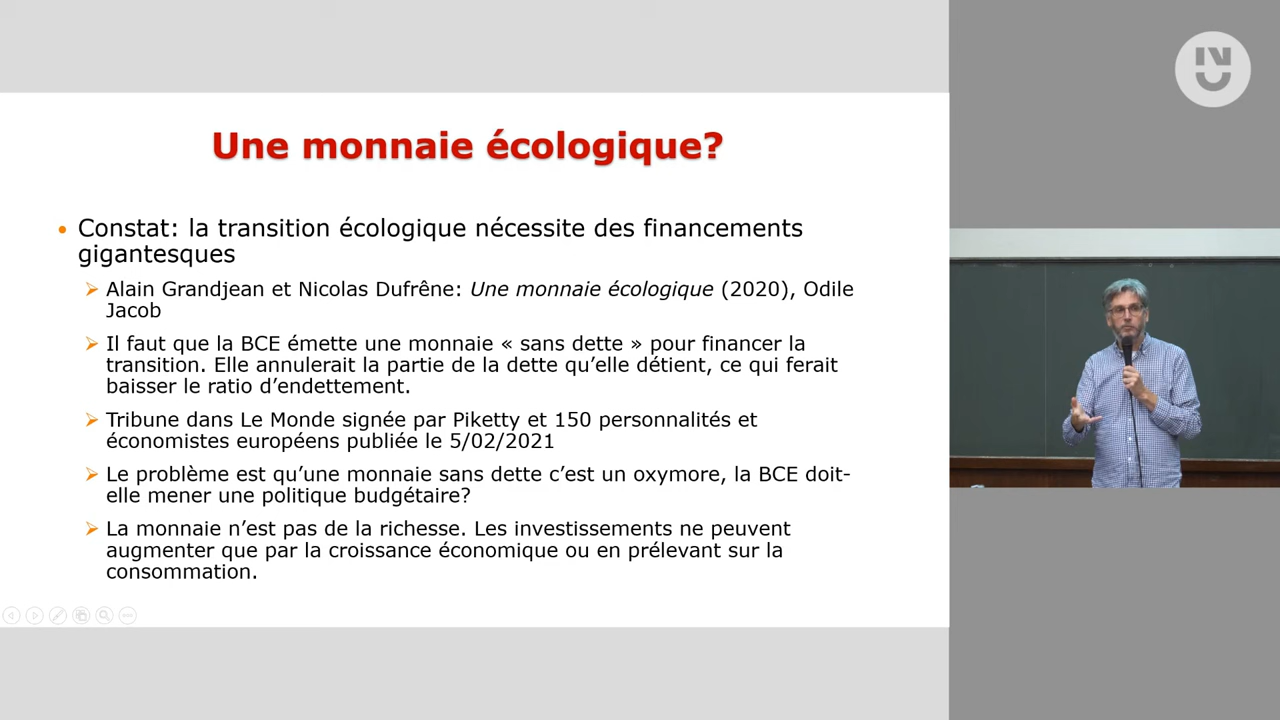 Une monnaie écologique?
Constat: la transition écologique nécessite des financements
gigantesques
Alain Grandjean et Nicolas Dufrêne: Une monnaie écologique (2020), Odile
Jacob
Il faut que la BCE émette une monnaie « sans dette » pour financer la
transition. Elle annulerait la partie de la dette qu’elle détient, ce qui ferait
baisser le ratio d’endettement.
Tribune dans Le Monde signée par Piketty et 150 personnalités et
économistes européens publiée le 5/02/2021
Le problème est qu’une monnaie sans dette c’est un oxymore, la BCE doit-
elle mener une politique budgétaire?
La monnaie n’est pas de la richesse. Les investissements ne peuvent
augmenter que par la croissance économique ou en prélevant sur la
consommation.